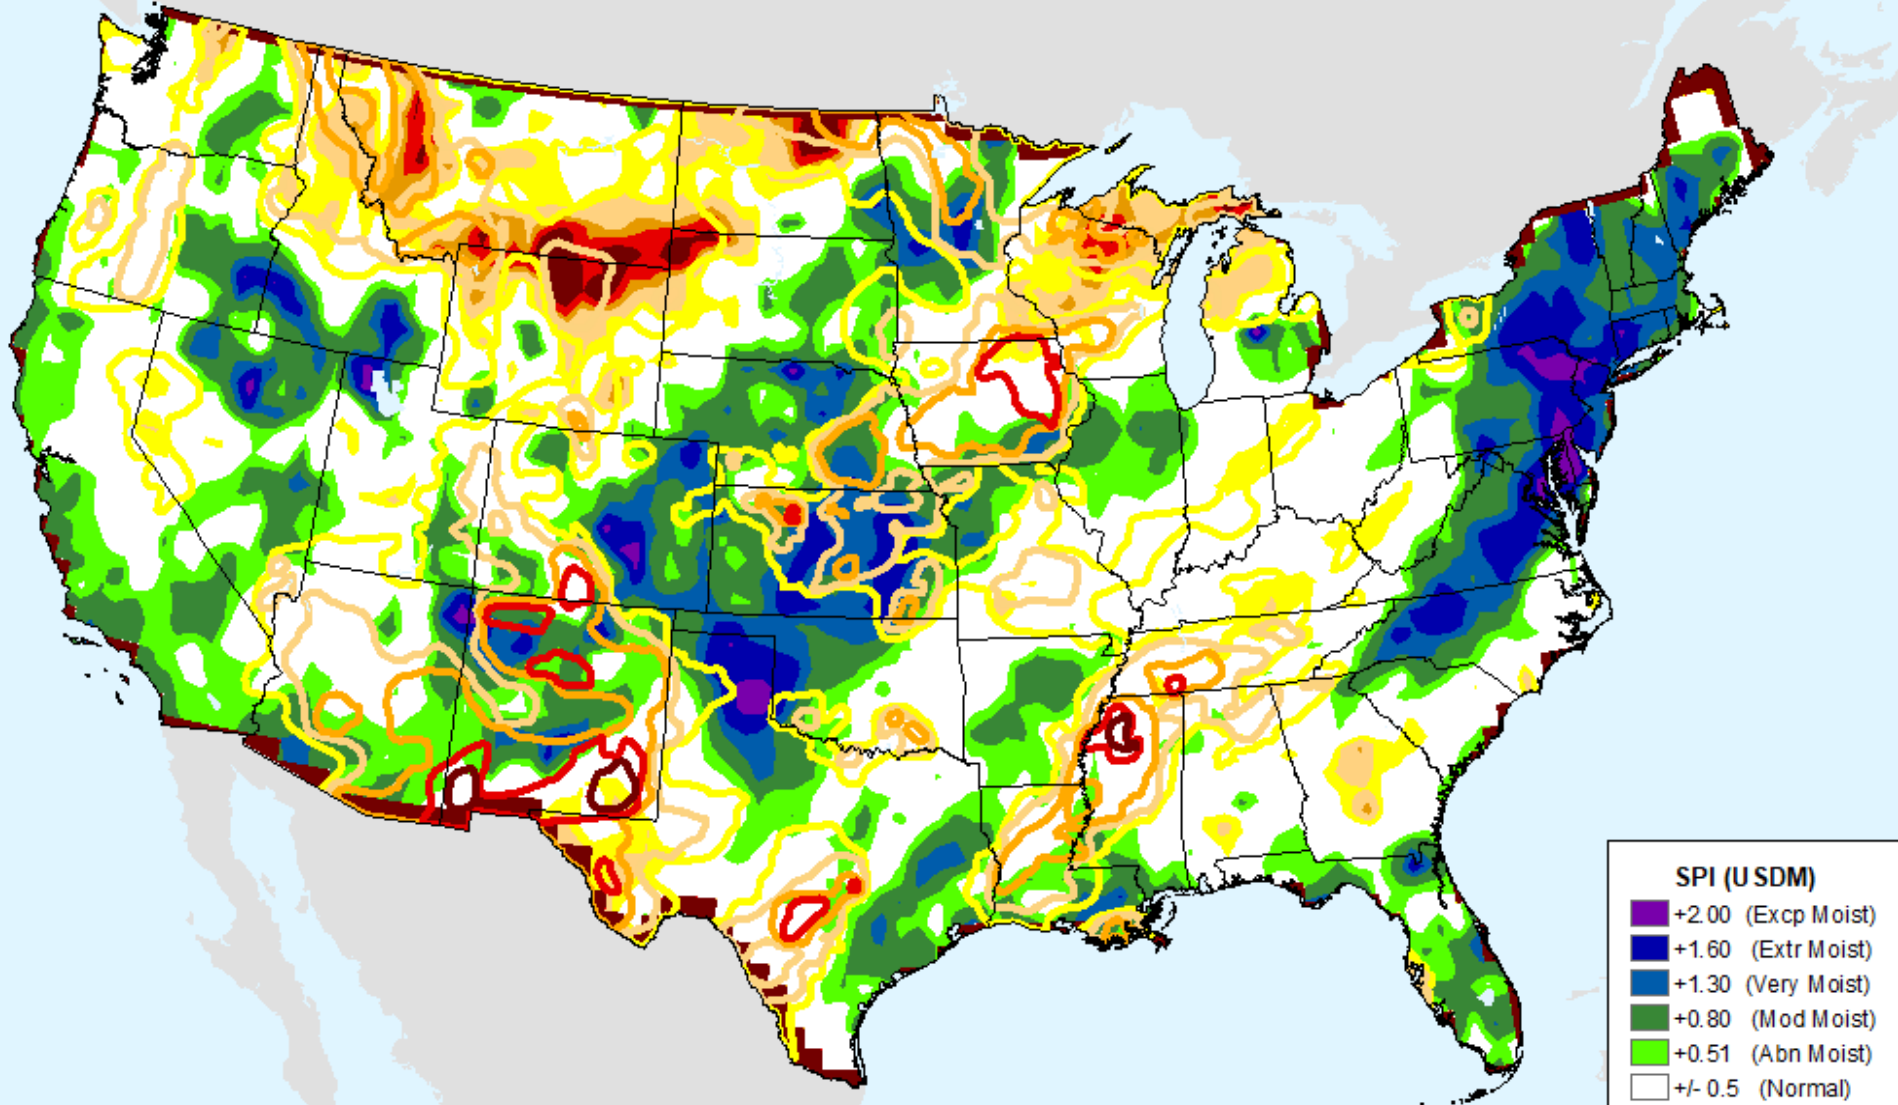 SPI (USDM)
+2.00 (Excp Moist)
+1.60 (Extr Moist)
+1.30 (Very Moist)
+0.80 (Mod Moist)
+0.51 (Abn Moist)
+/- 0.5 (Normal)